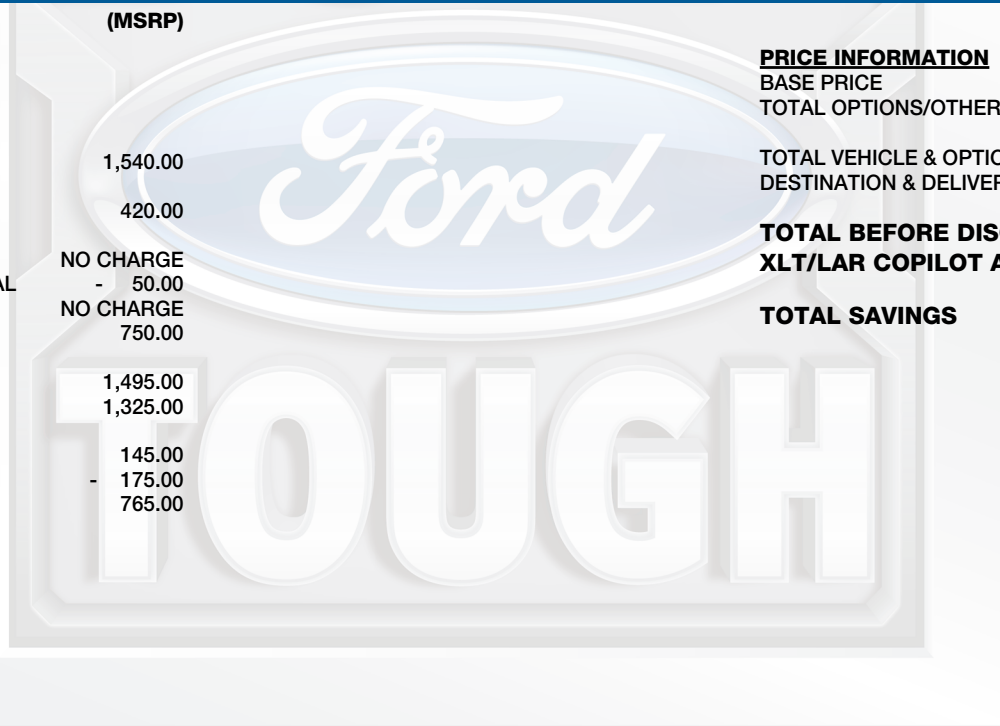 (MSRP)
1,540.00
420.00
NO CHARGE
AL - 50.00
NO CHARGE
750.00
1,495.00
1,325.00
145.00
- 175.00
765.00
PRICE INFORMATION
BASE PRICE
TOTAL OPTIONS/OTHER
TOTAL VEHICLE & OPTIO
DESTINATION & DELIVER
TOTAL BEFORE DISC
XLT/LAR COPILOT A
TOTAL SAVINGS
Ford
TOUGH